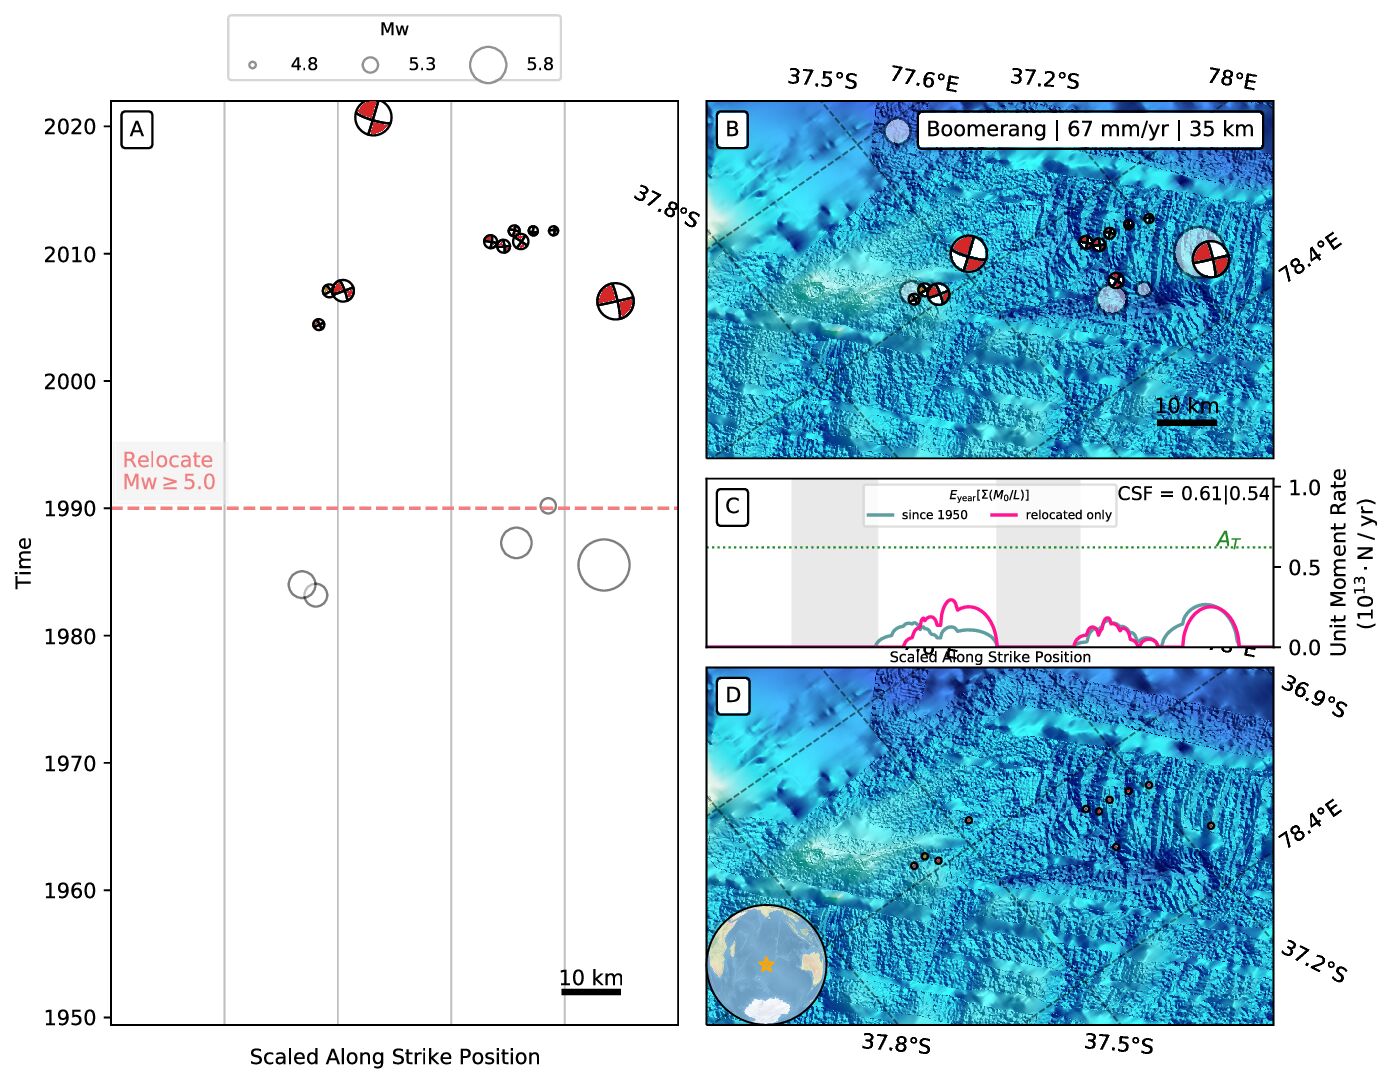 Mw
4.8 5.3 5.8
A
2020
2010
2000
1990
1980
1970
1960
1950
Time
Relocate
Mw ≥ 5.0
10 km
Scaled Along Strike Position
37.5°S 77.6°E 37.2°S 78°E
37.8°S
78.4°E
B
Boomerang | 67 mm/yr | 35 km
10 km
C
E_year[Σ(M₀/L)]
since 1950 relocated only
CSF = 0.61|0.54
A_T
1.0
0.5
0.0
Unit Moment Rate
(10¹³ · N / yr)
Scaled Along Strike Position
D
36.9°S
78.4°E
37.2°S
37.8°S 37.5°S